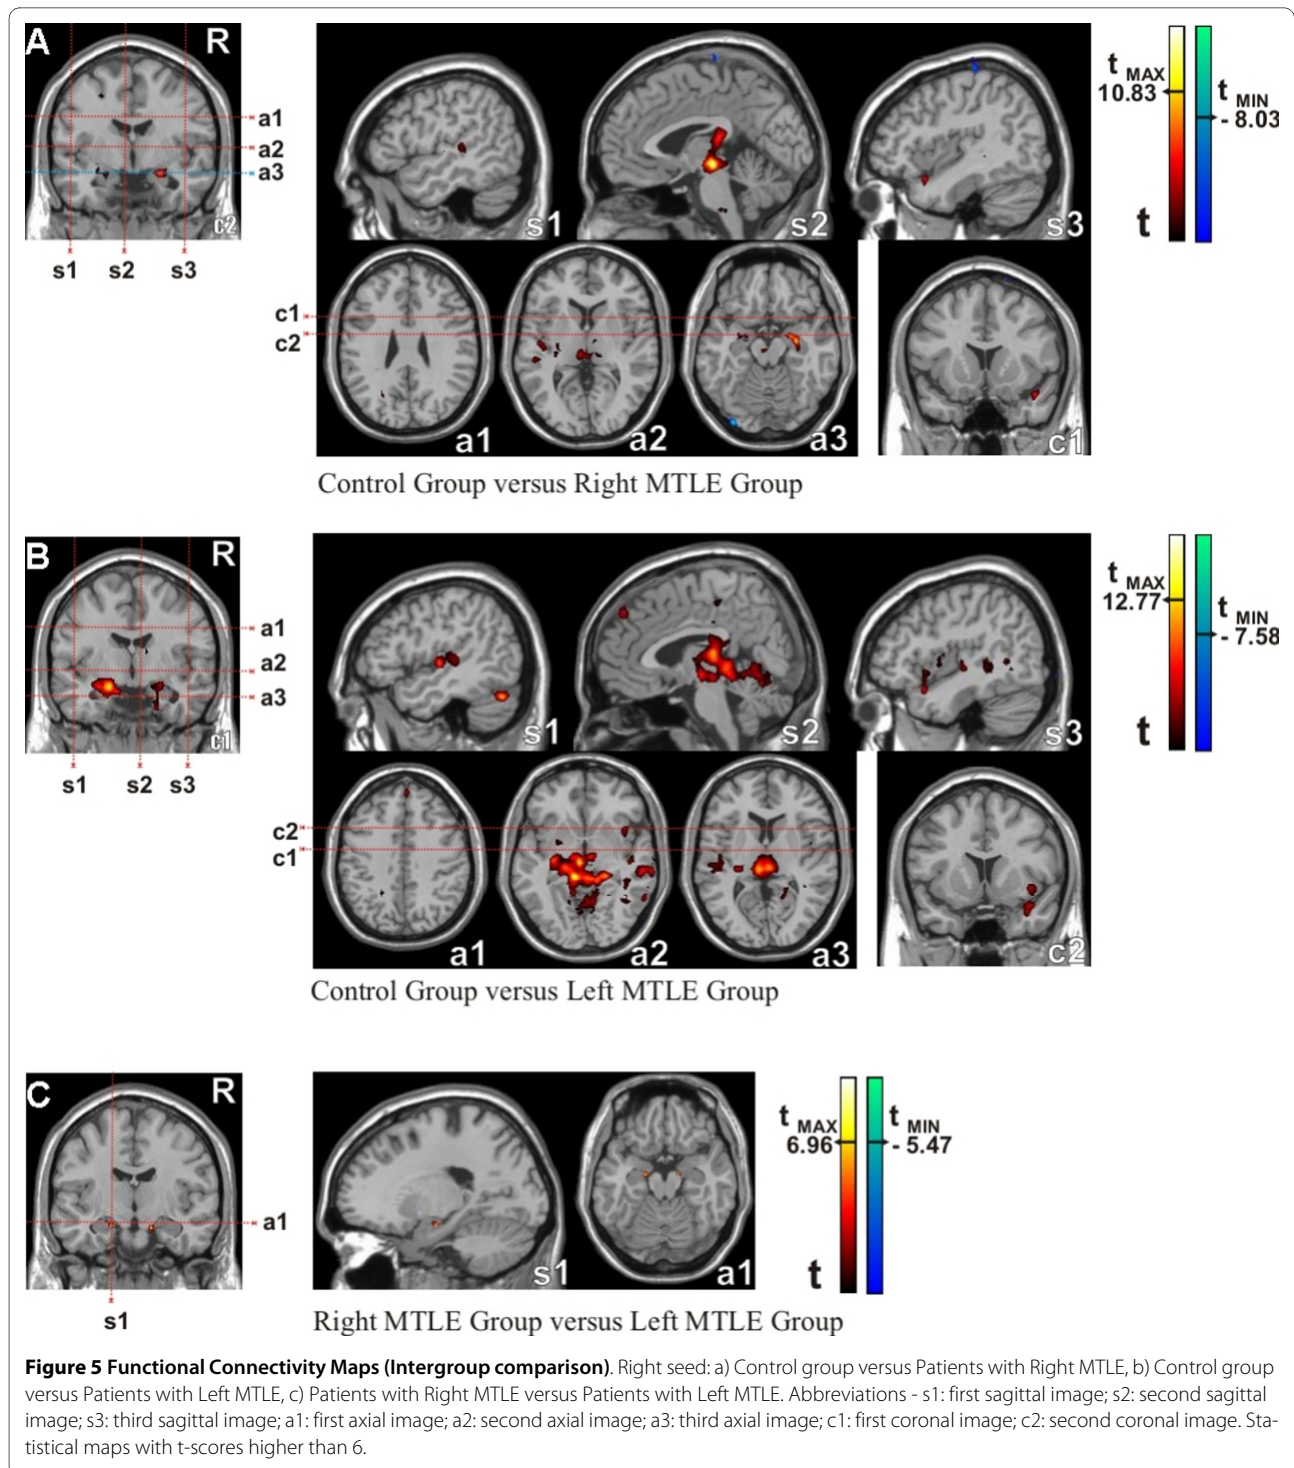 A
R
a1
a2
a3
c2
s1 s2 s3
s1
s2
s3
c1
c2
a1
a2
a3
c1
t MAX
10.83
t MIN
- 8.03
t
Control Group versus Right MTLE Group
B
R
a1
a2
a3
c1
s1 s2 s3
s1
s2
s3
c2
c1
a1
a2
a3
c2
t MAX
12.77
t MIN
- 7.58
t
Control Group versus Left MTLE Group
C
R
a1
s1
s1
a1
t MAX
6.96
t MIN
- 5.47
t
Right MTLE Group versus Left MTLE Group
Figure 5 Functional Connectivity Maps (Intergroup comparison). Right seed: a) Control group versus Patients with Right MTLE, b) Control group
versus Patients with Left MTLE, c) Patients with Right MTLE versus Patients with Left MTLE. Abbreviations - s1: first sagittal image; s2: second sagittal
image; s3: third sagittal image; a1: first axial image; a2: second axial image; a3: third axial image; c1: first coronal image; c2: second coronal image. Sta-
tistical maps with t-scores higher than 6.